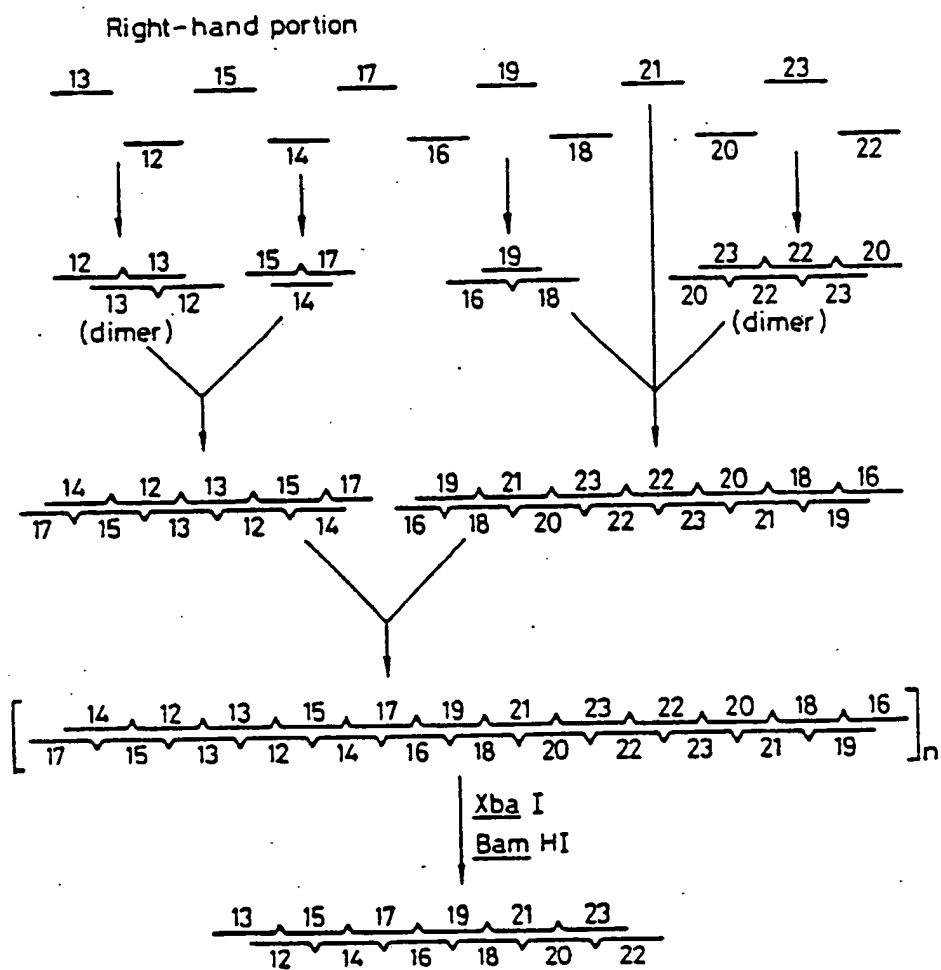 Right-hand portion
13 15 17 19 21 23
12 14 16 18 20 22
12 13
13 12
(dimer)
15 17
14
19
16 18
23 22 20
20 22 23
(dimer)
14 12 13 15 17
17 15 13 12 14
19 21 23 22 20 18 16
16 18 20 22 23 21 19
[ 14 12 13 15 17 19 21 23 22 20 18 16
17 15 13 12 14 16 18 20 22 23 21 19 ]n
Xba I
Bam HI
13 15 17 19 21 23
12 14 16 18 20 22